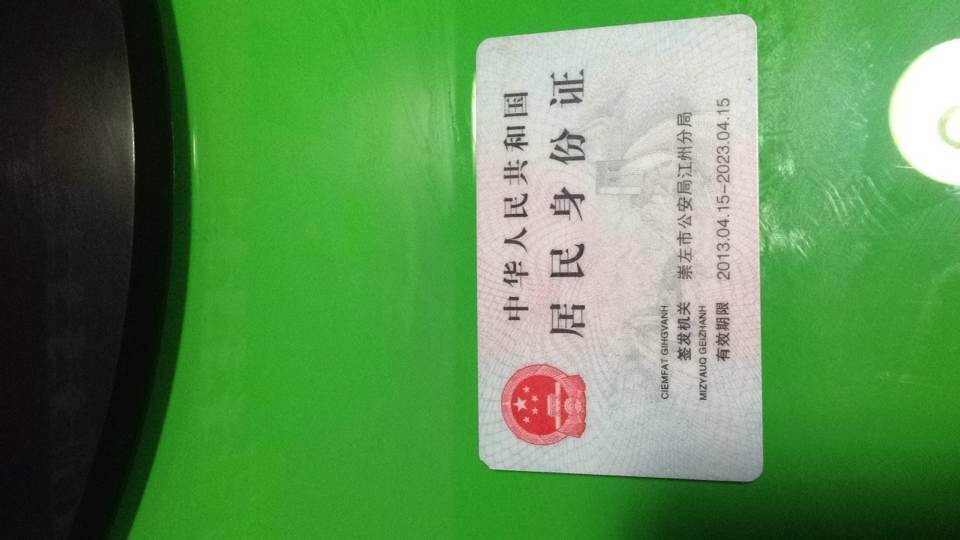 中华人民共和国
居民身份证
CIEMFAT GIHGVANH
签发机关 崇左市公安局江州分局
MIZYAUQ GEIZHANH
有效期限 2013.04.15-2023.04.15